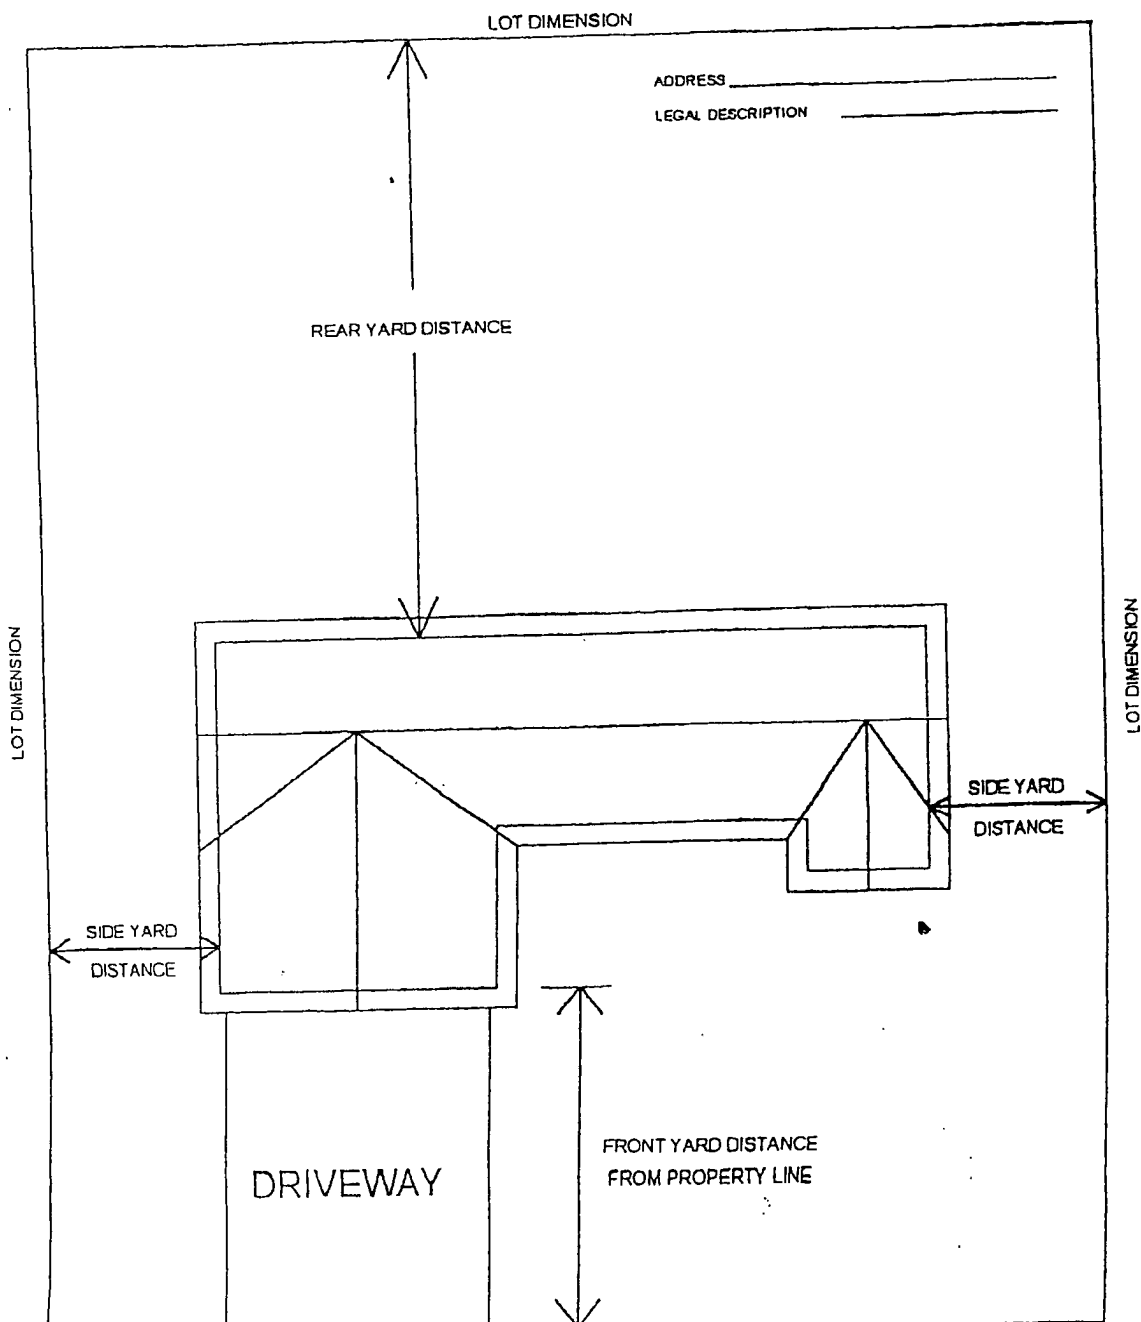 LOT DIMENSION
ADDRESS
LEGAL DESCRIPTION
REAR YARD DISTANCE
LOT DIMENSION
LOT DIMENSION
SIDE YARD
DISTANCE
SIDE YARD
DISTANCE
FRONT YARD DISTANCE
FROM PROPERTY LINE
DRIVEWAY